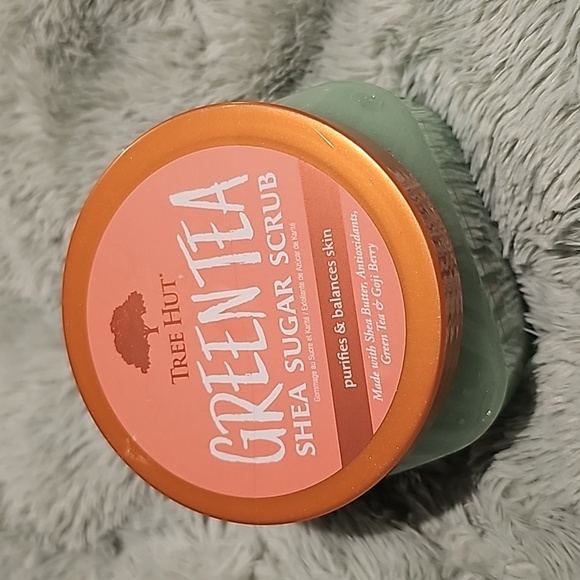 TREE HUT®
GREEN TEA
SHEA SUGAR SCRUB
Gommage au Sucre et Karité / Exfoliante de Azúcar de Karité
purifies & balances skin
Made with Shea Butter, Antioxidants,
Green Tea & Goji Berry